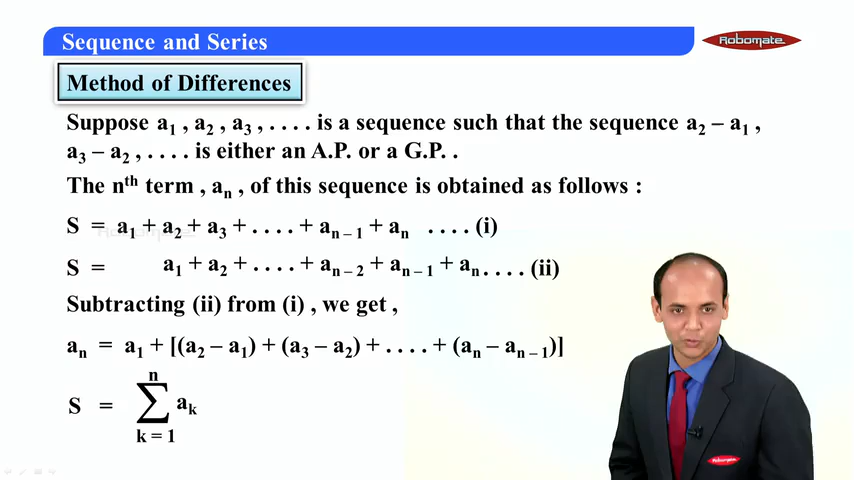 Sequence and Series
Robomate
Method of Differences
Suppose a₁ , a₂ , a₃ , . . . . is a sequence such that the sequence a₂ – a₁ ,
a₃ – a₂ , . . . . is either an A.P. or a G.P. .
The nᵗʰ term , aₙ , of this sequence is obtained as follows :
S = a₁ + a₂ + a₃ + . . . . + aₙ₋₁ + aₙ . . . . (i)
S = a₁ + a₂ + . . . . + aₙ₋₂ + aₙ₋₁ + aₙ . . . . (ii)
Subtracting (ii) from (i) , we get ,
aₙ = a₁ + [(a₂ – a₁) + (a₃ – a₂) + . . . . + (aₙ – aₙ₋₁)]
n
S = ∑ aₖ
k = 1
Robomate